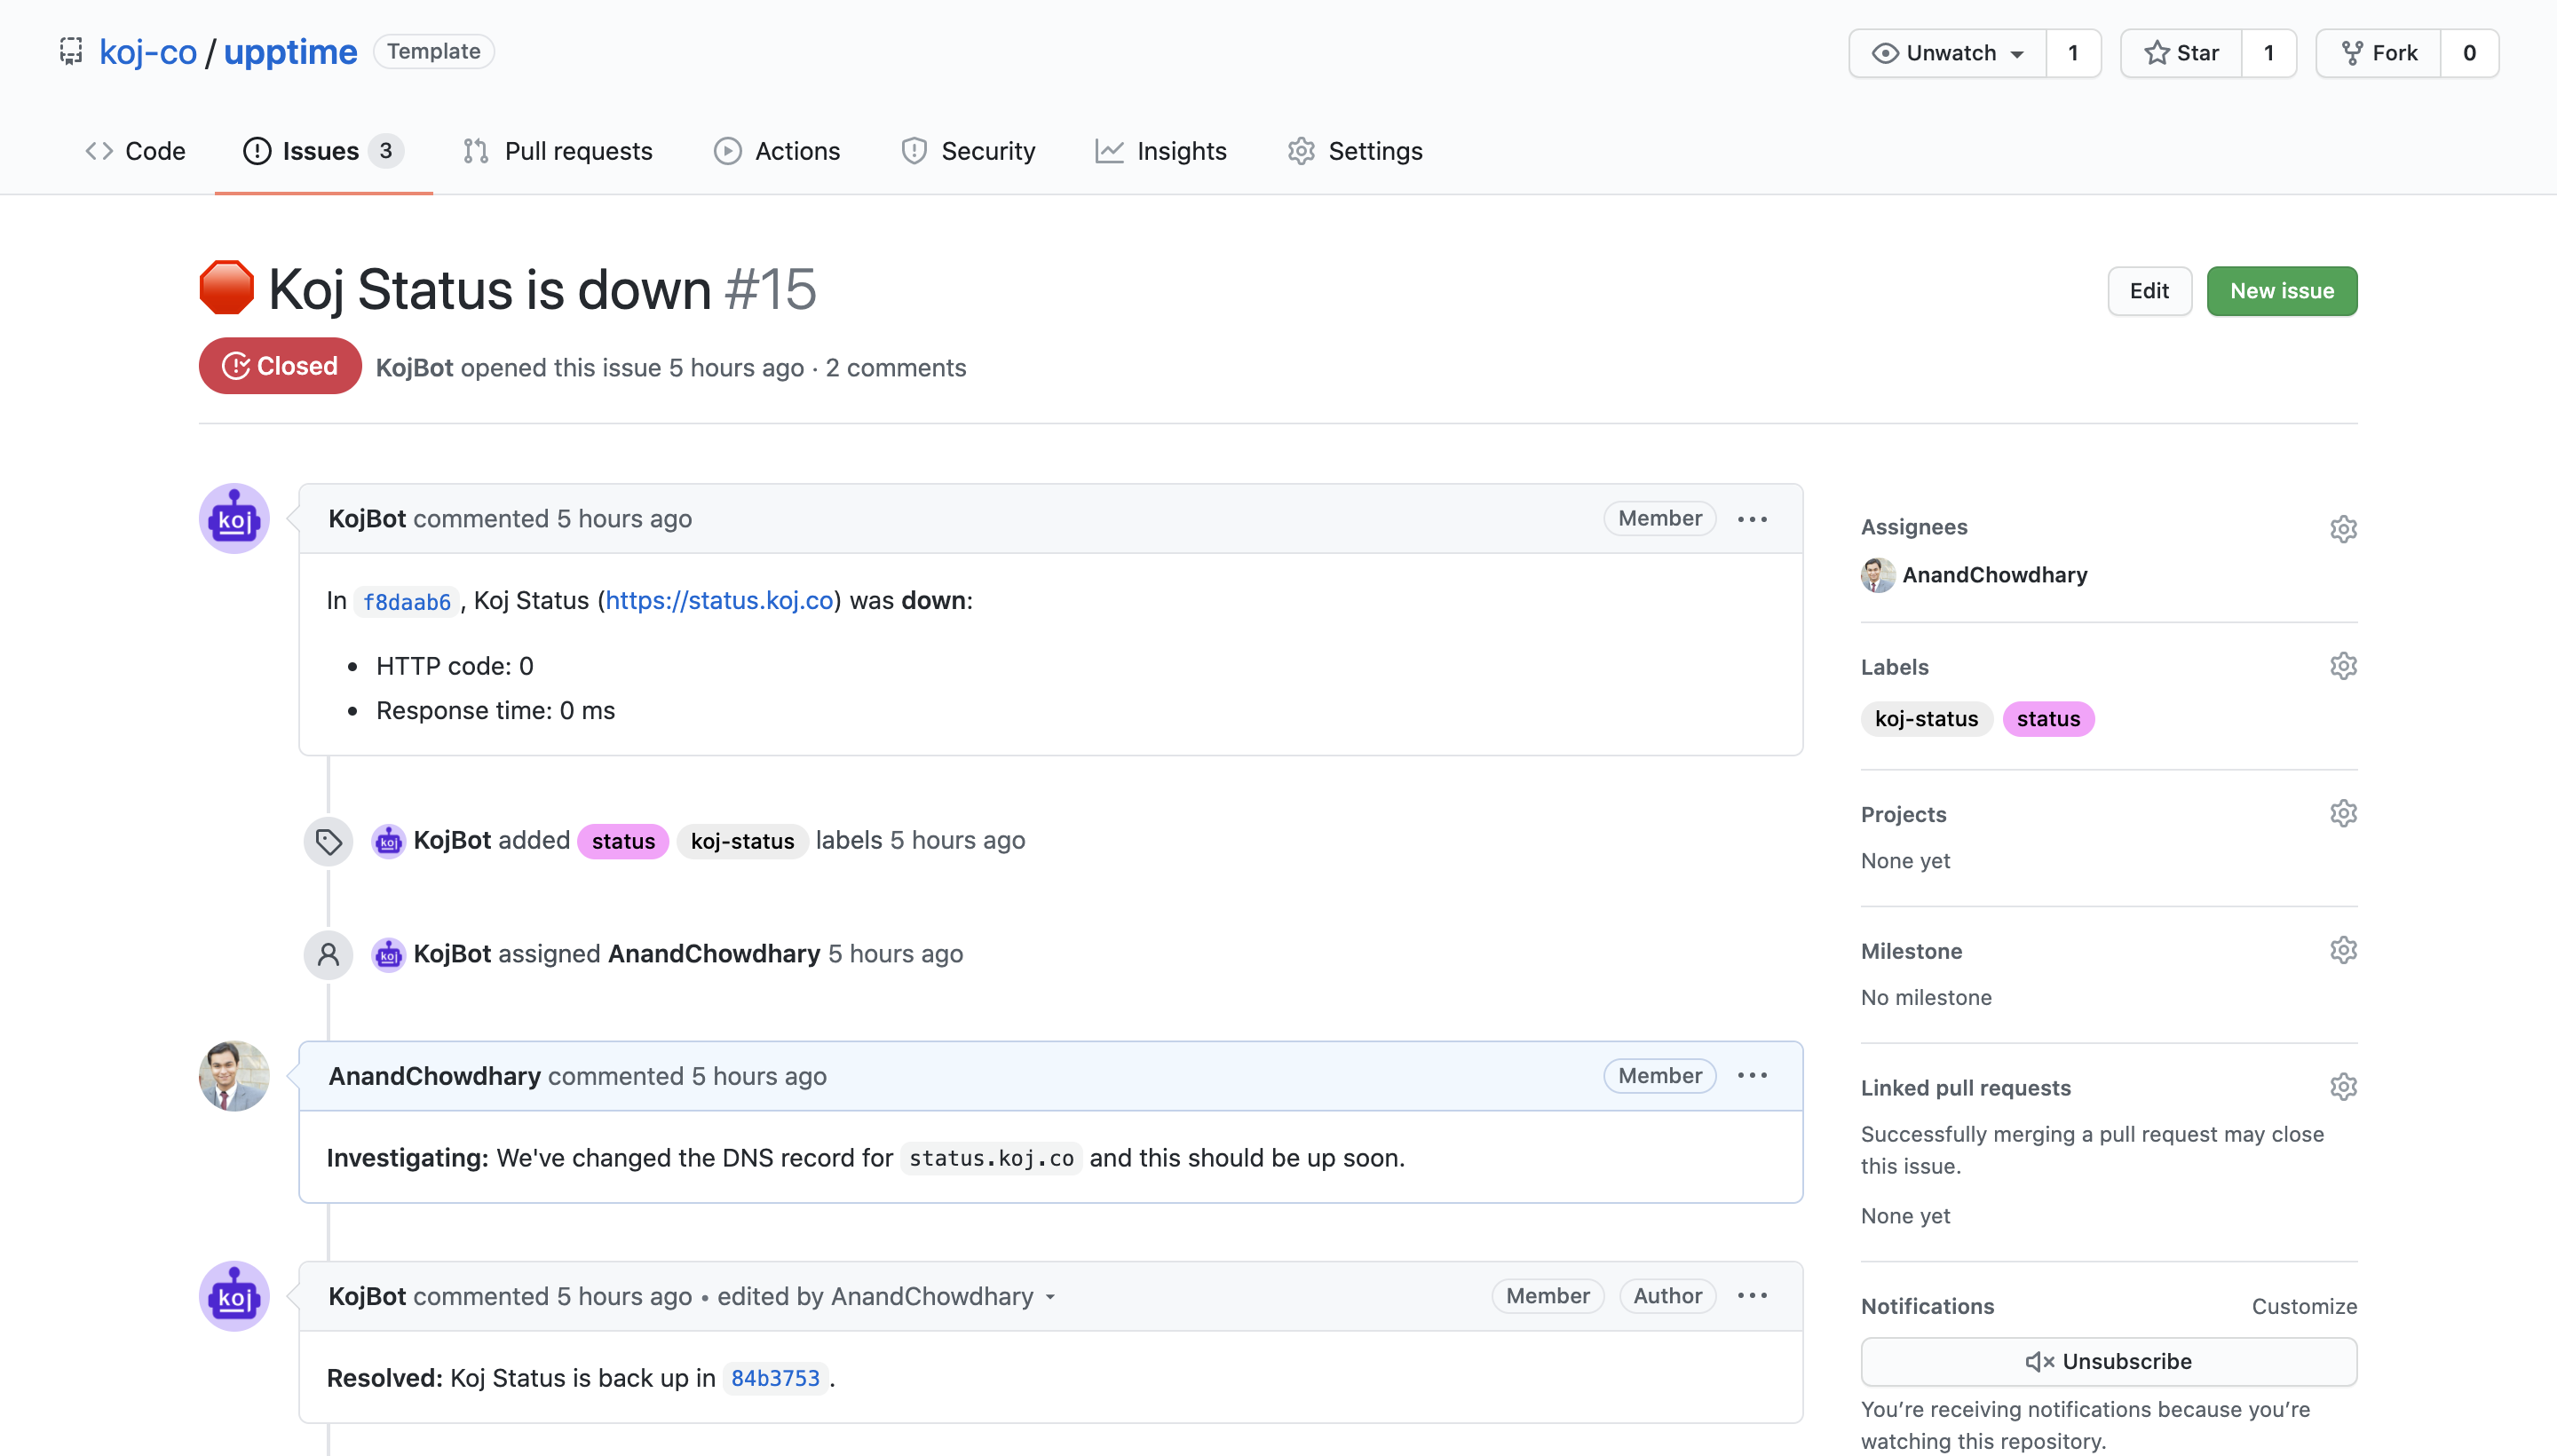 koj-co / upptime Template
Unwatch 1 Star 1 Fork 0
Code Issues 3 Pull requests Actions Security Insights Settings
Koj Status is down #15
Edit New issue
Closed KojBot opened this issue 5 hours ago · 2 comments
koj
KojBot commented 5 hours ago Member
In f8daab6, Koj Status (https://status.koj.co) was down:
• HTTP code: 0
• Response time: 0 ms
koj KojBot added status koj-status labels 5 hours ago
koj KojBot assigned AnandChowdhary 5 hours ago
AnandChowdhary commented 5 hours ago Member
Investigating: We've changed the DNS record for status.koj.co and this should be up soon.
koj
KojBot commented 5 hours ago • edited by AnandChowdhary Member Author
Resolved: Koj Status is back up in 84b3753.
Assignees
AnandChowdhary
Labels
koj-status status
Projects
None yet
Milestone
No milestone
Linked pull requests
Successfully merging a pull request may close
this issue.
None yet
Notifications Customize
Unsubscribe
You’re receiving notifications because you’re
watching this repository.